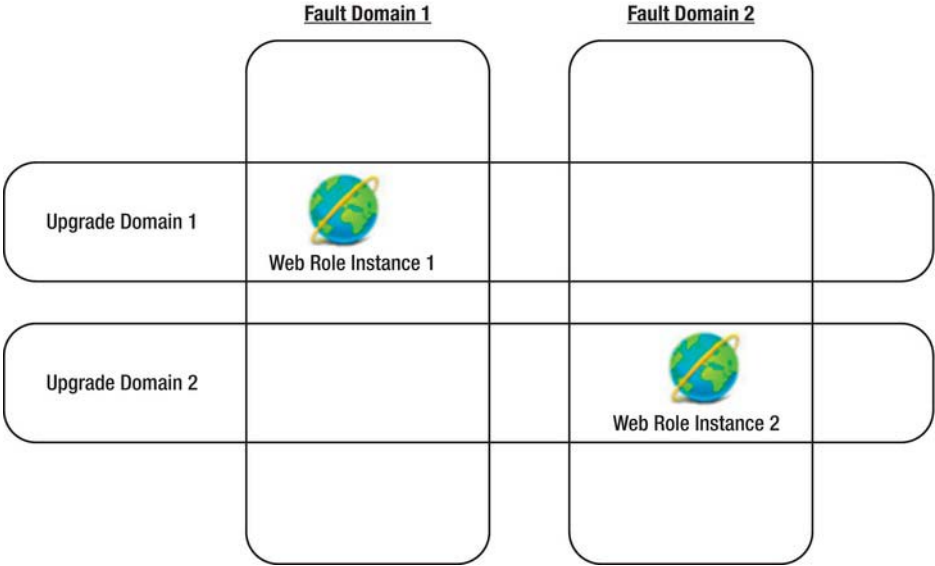 Fault Domain 1
Fault Domain 2
Upgrade Domain 1
Web Role Instance 1
Upgrade Domain 2
Web Role Instance 2